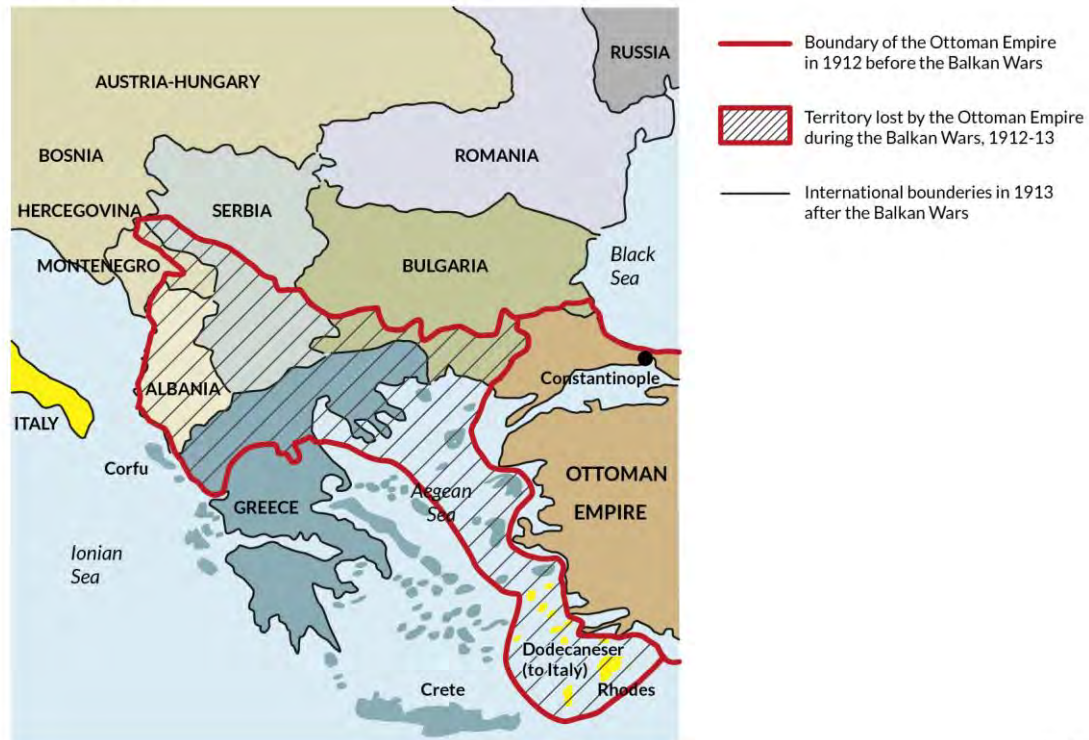 RUSSIA
AUSTRIA-HUNGARY
BOSNIA
ROMANIA
HERCEGOVINA
SERBIA
MONTENEGRO
BULGARIA
Black
Sea
ALBANIA
Constantinople
ITALY
Corfu
OTTOMAN
EMPIRE
GREECE
Aegean
Sea
Ionian
Sea
Dodecaneser
(to Italy)
Rhodes
Crete
Boundary of the Ottoman Empire
in 1912 before the Balkan Wars
Territory lost by the Ottoman Empire
during the Balkan Wars, 1912-13
International bounderies in 1913
after the Balkan Wars